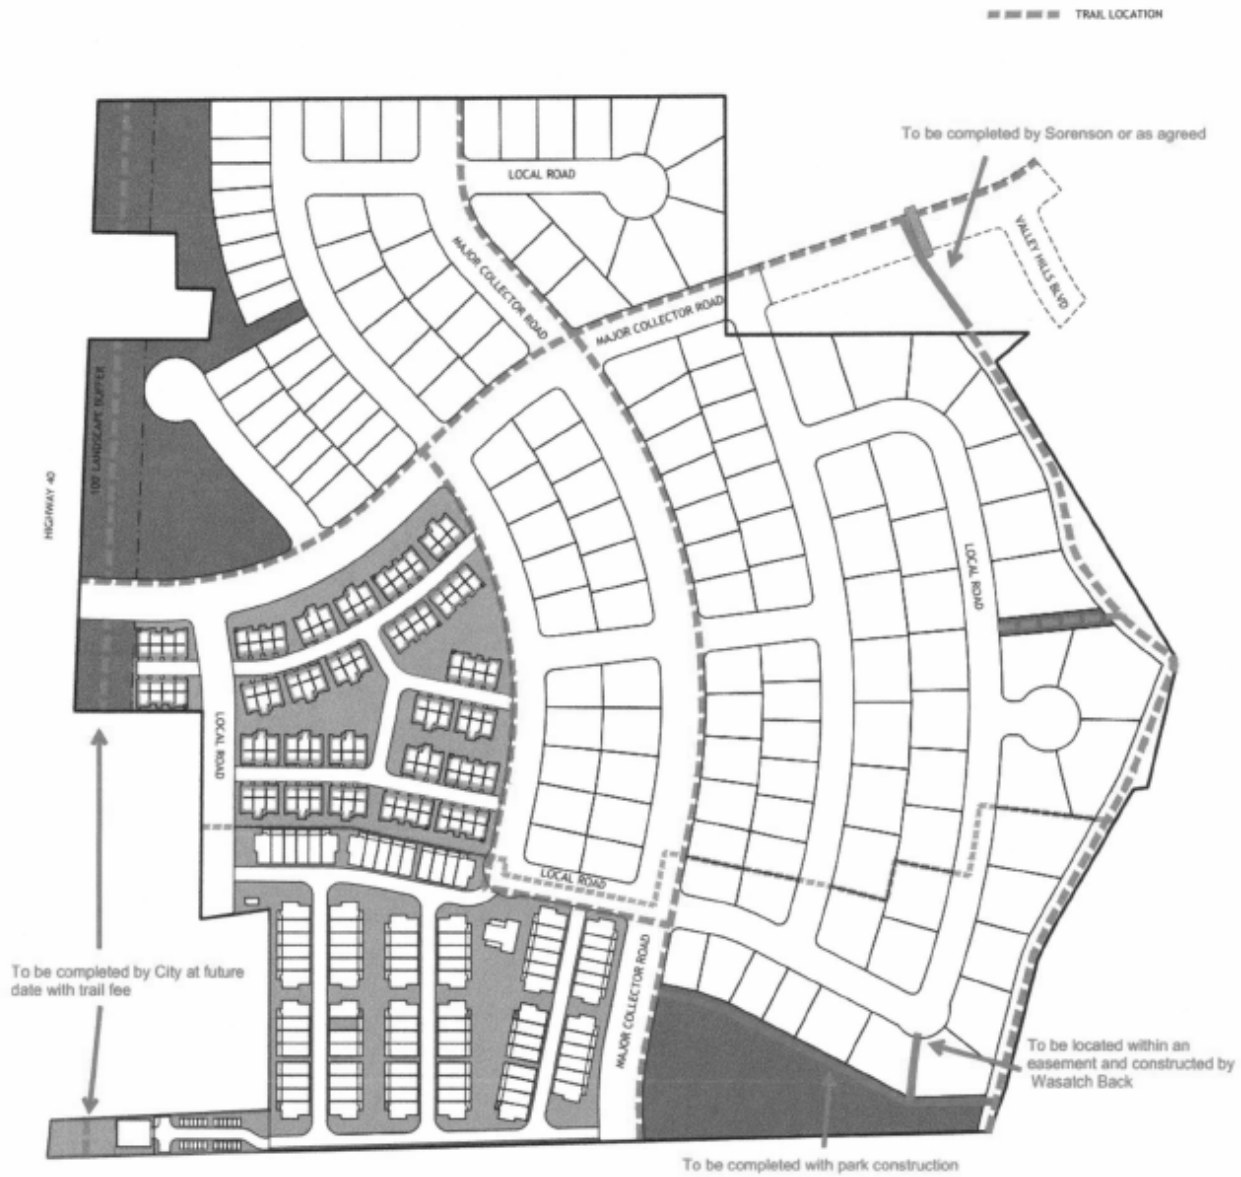 TRAIL LOCATION
To be completed by Sorenson or as agreed
LOCAL ROAD
VALLEY HILLS BLVD
MAJOR COLLECTOR ROAD
MAJOR COLLECTOR ROAD
100' LANDSCAPE BUFFER
HIGHWAY 40
LOCAL ROAD
LOCAL ROAD
LOCAL ROAD
MAJOR COLLECTOR ROAD
To be completed by City at future
date with trail fee
To be located within an
easement and constructed by
Wasatch Back
To be completed with park construction